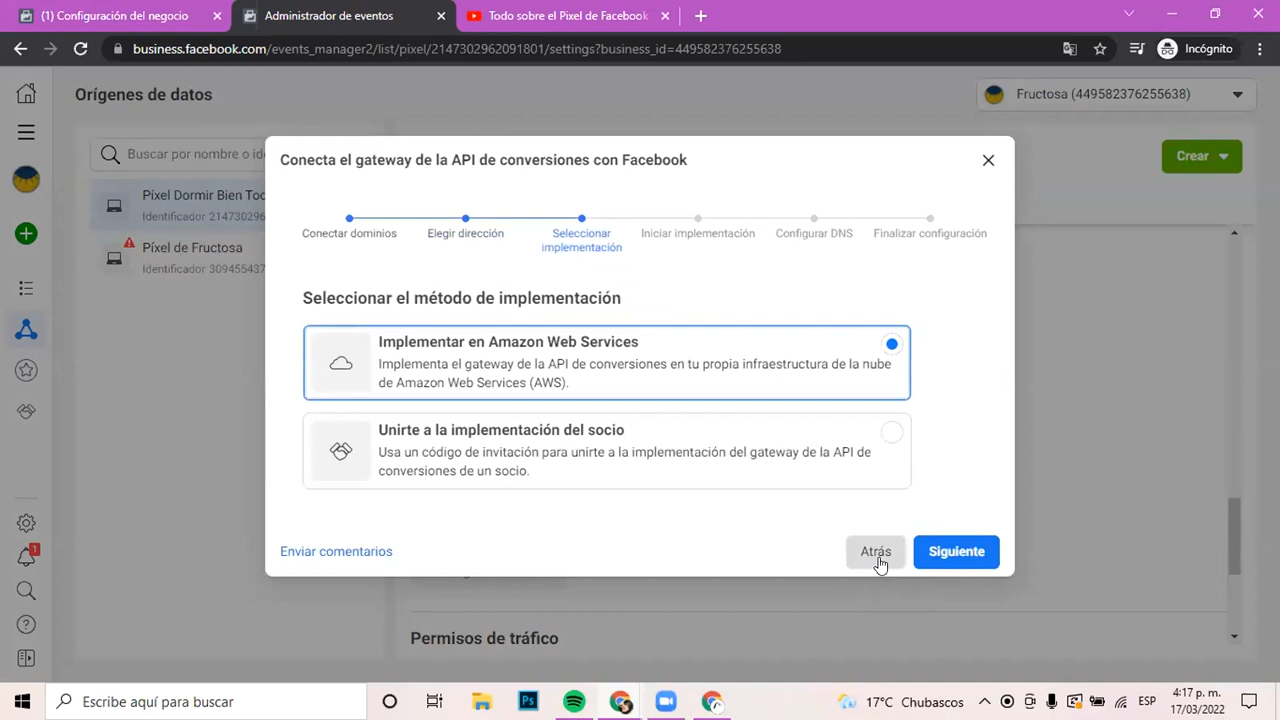 (1) Configuración del negocio
Administrador de eventos
Todo sobre el Pixel de Facebook
business.facebook.com/events_manager2/list/pixel/2147302962091801/settings?business_id=449582376255638
Incógnito
Orígenes de datos
Fructosa (449582376255638)
Buscar por nombre o ide
Crear
Píxel Dormir Bien Toc
Identificador 214730296
Píxel de Fructosa
Identificador 309455437
Conecta el gateway de la API de conversiones con Facebook
Conectar dominios
Elegir dirección
Seleccionar
implementación
Iniciar implementación
Configurar DNS
Finalizar configuración
Seleccionar el método de implementación
Implementar en Amazon Web Services
Implementa el gateway de la API de conversiones en tu propia infraestructura de la nube
de Amazon Web Services (AWS).
Unirte a la implementación del socio
Usa un código de invitación para unirte a la implementación del gateway de la API de
conversiones de un socio.
Enviar comentarios
Atrás
Siguiente
1
Permisos de tráfico
Escribe aquí para buscar
Ps
17°C Chubascos
ESP
4:17 p. m.
17/03/2022